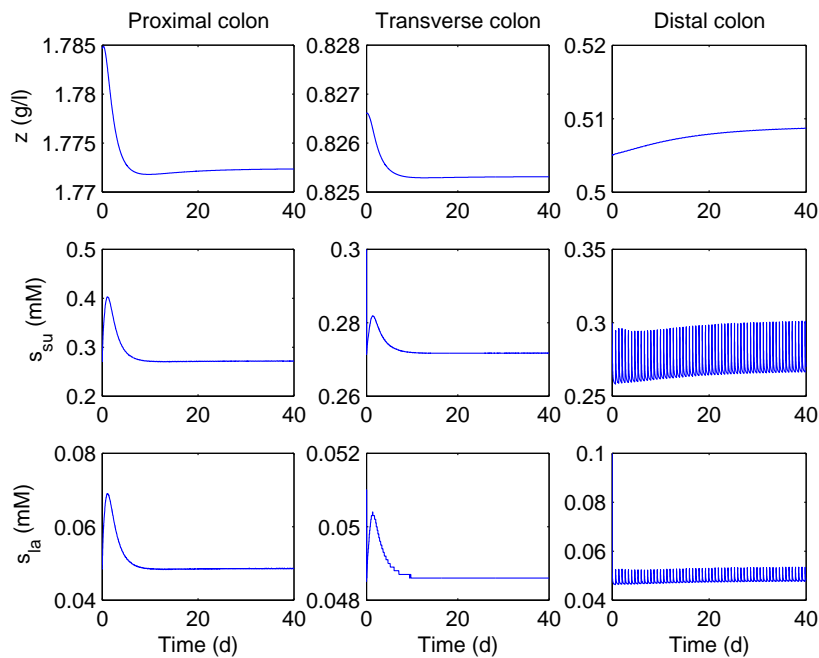 Proximal colon Transverse colon Distal colon
z (g/l)
1.785
1.78
1.775
1.77
0 20 40
0.828
0.827
0.826
0.825
0 20 40
0.52
0.51
0.5
0 20 40
s_su (mM)
0.5
0.4
0.3
0.2
0 20 40
0.3
0.28
0.26
0 20 40
0.35
0.3
0.25
0 20 40
s_la (mM)
0.08
0.06
0.04
0 20 40
Time (d)
0.052
0.05
0.048
0 20 40
Time (d)
0.1
0.08
0.06
0.04
0 20 40
Time (d)